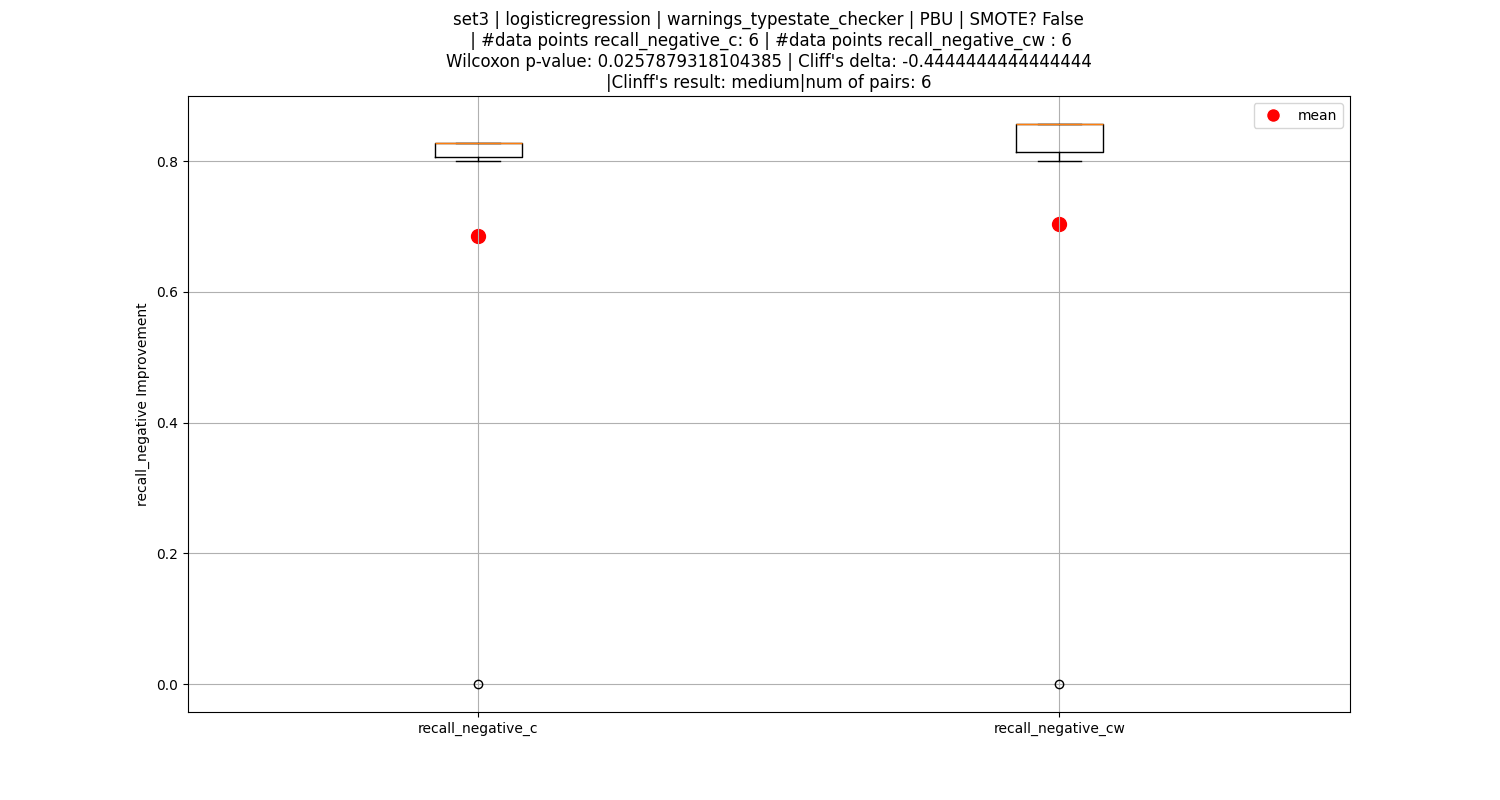 set3 | logisticregression | warnings_typestate_checker | PBU | SMOTE? False
| #data points recall_negative_c: 6 | #data points recall_negative_cw : 6
Wilcoxon p-value: 0.0257879318104385 | Cliff's delta: -0.4444444444444444
|Clinff's result: medium|num of pairs: 6
mean
recall_negative Improvement
0.8
0.6
0.4
0.2
0.0
recall_negative_c
recall_negative_cw